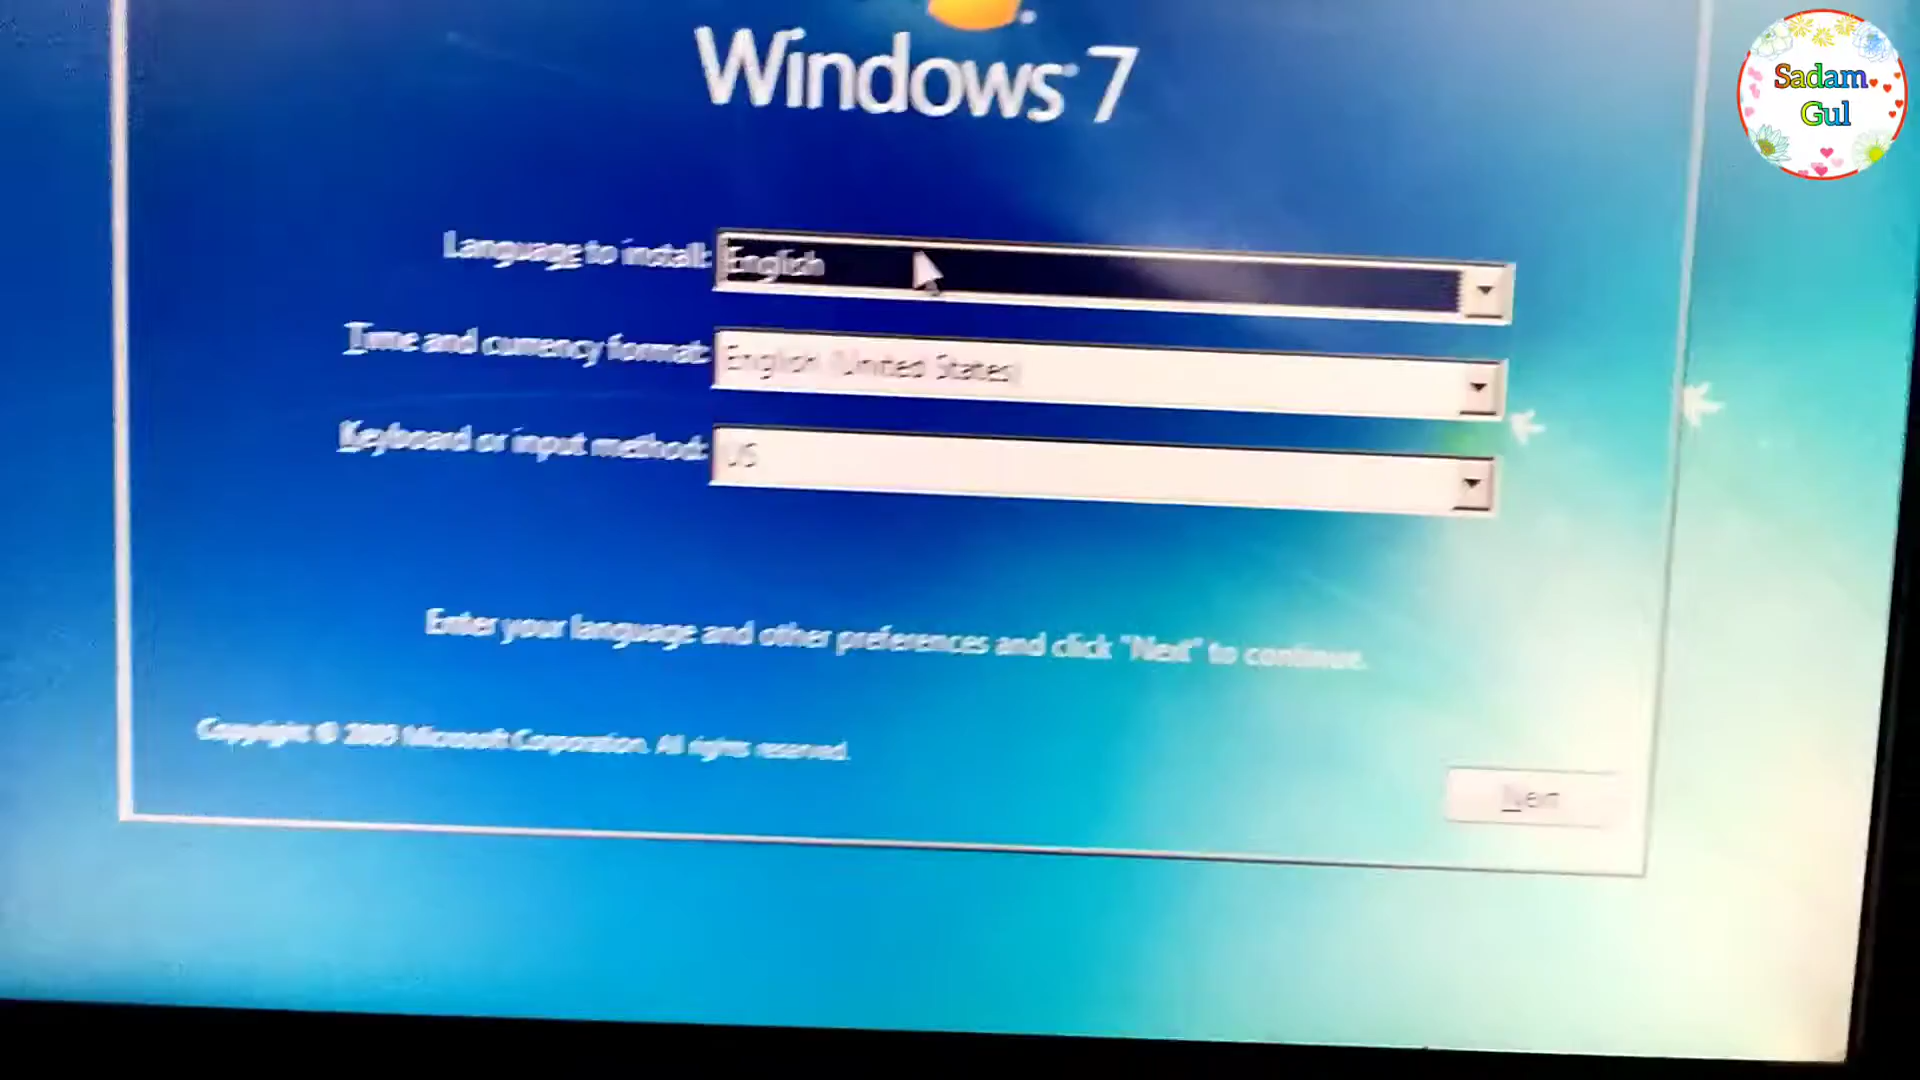 Windows 7
Sadam
Gul
Language to install: English
Time and currency format: English (United States)
Keyboard or input method: US
Enter your language and other preferences and click "Next" to continue.
Copyright © Microsoft Corporation. All rights reserved.
Next